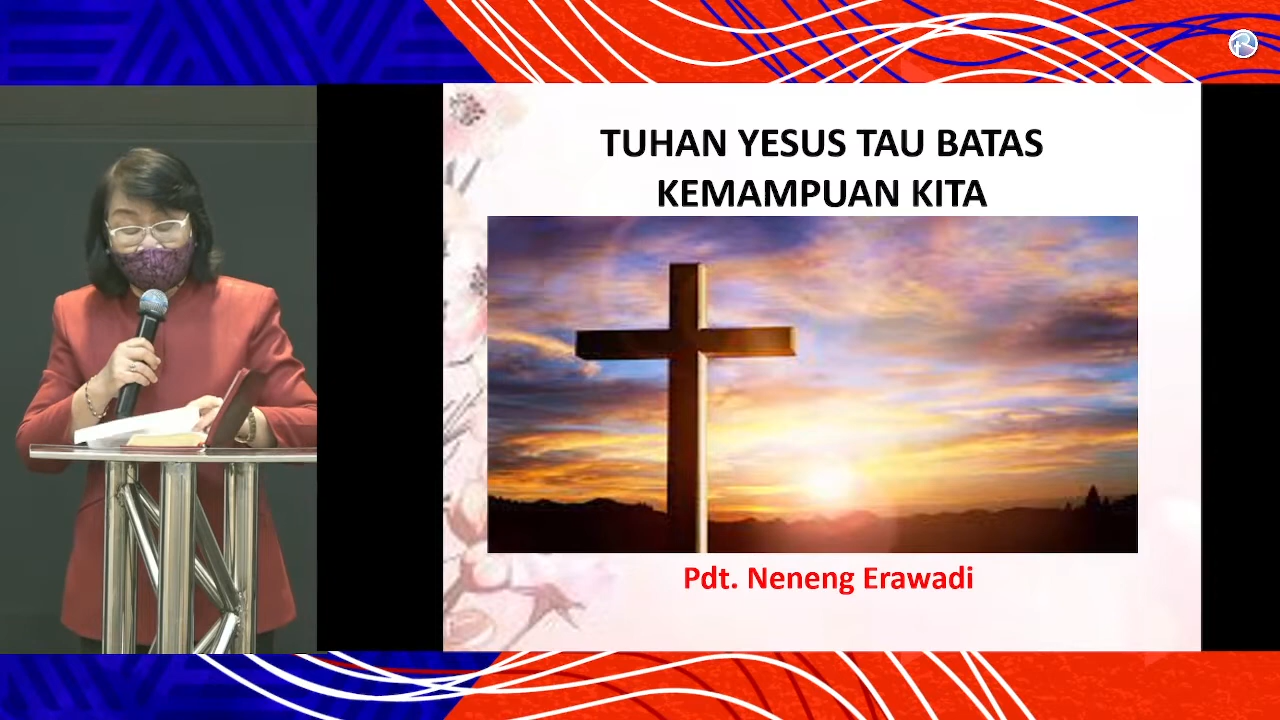 TUHAN YESUS TAU BATAS
KEMAMPUAN KITA
Pdt. Neneng Erawadi